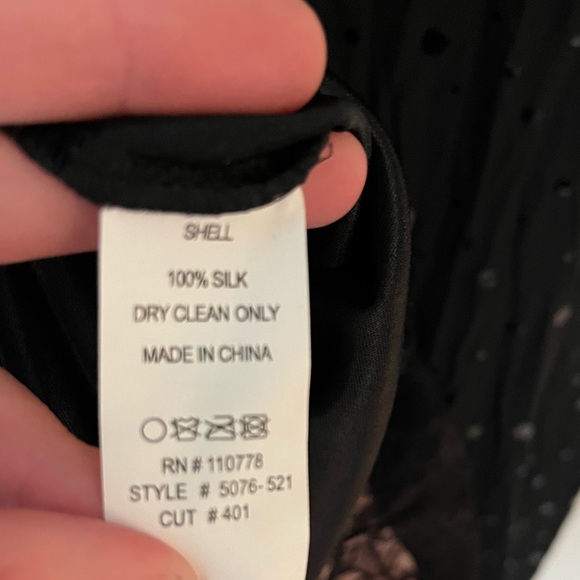 SHELL
100% SILK
DRY CLEAN ONLY
MADE IN CHINA
RN # 110778
STYLE # 5076-521
CUT # 401